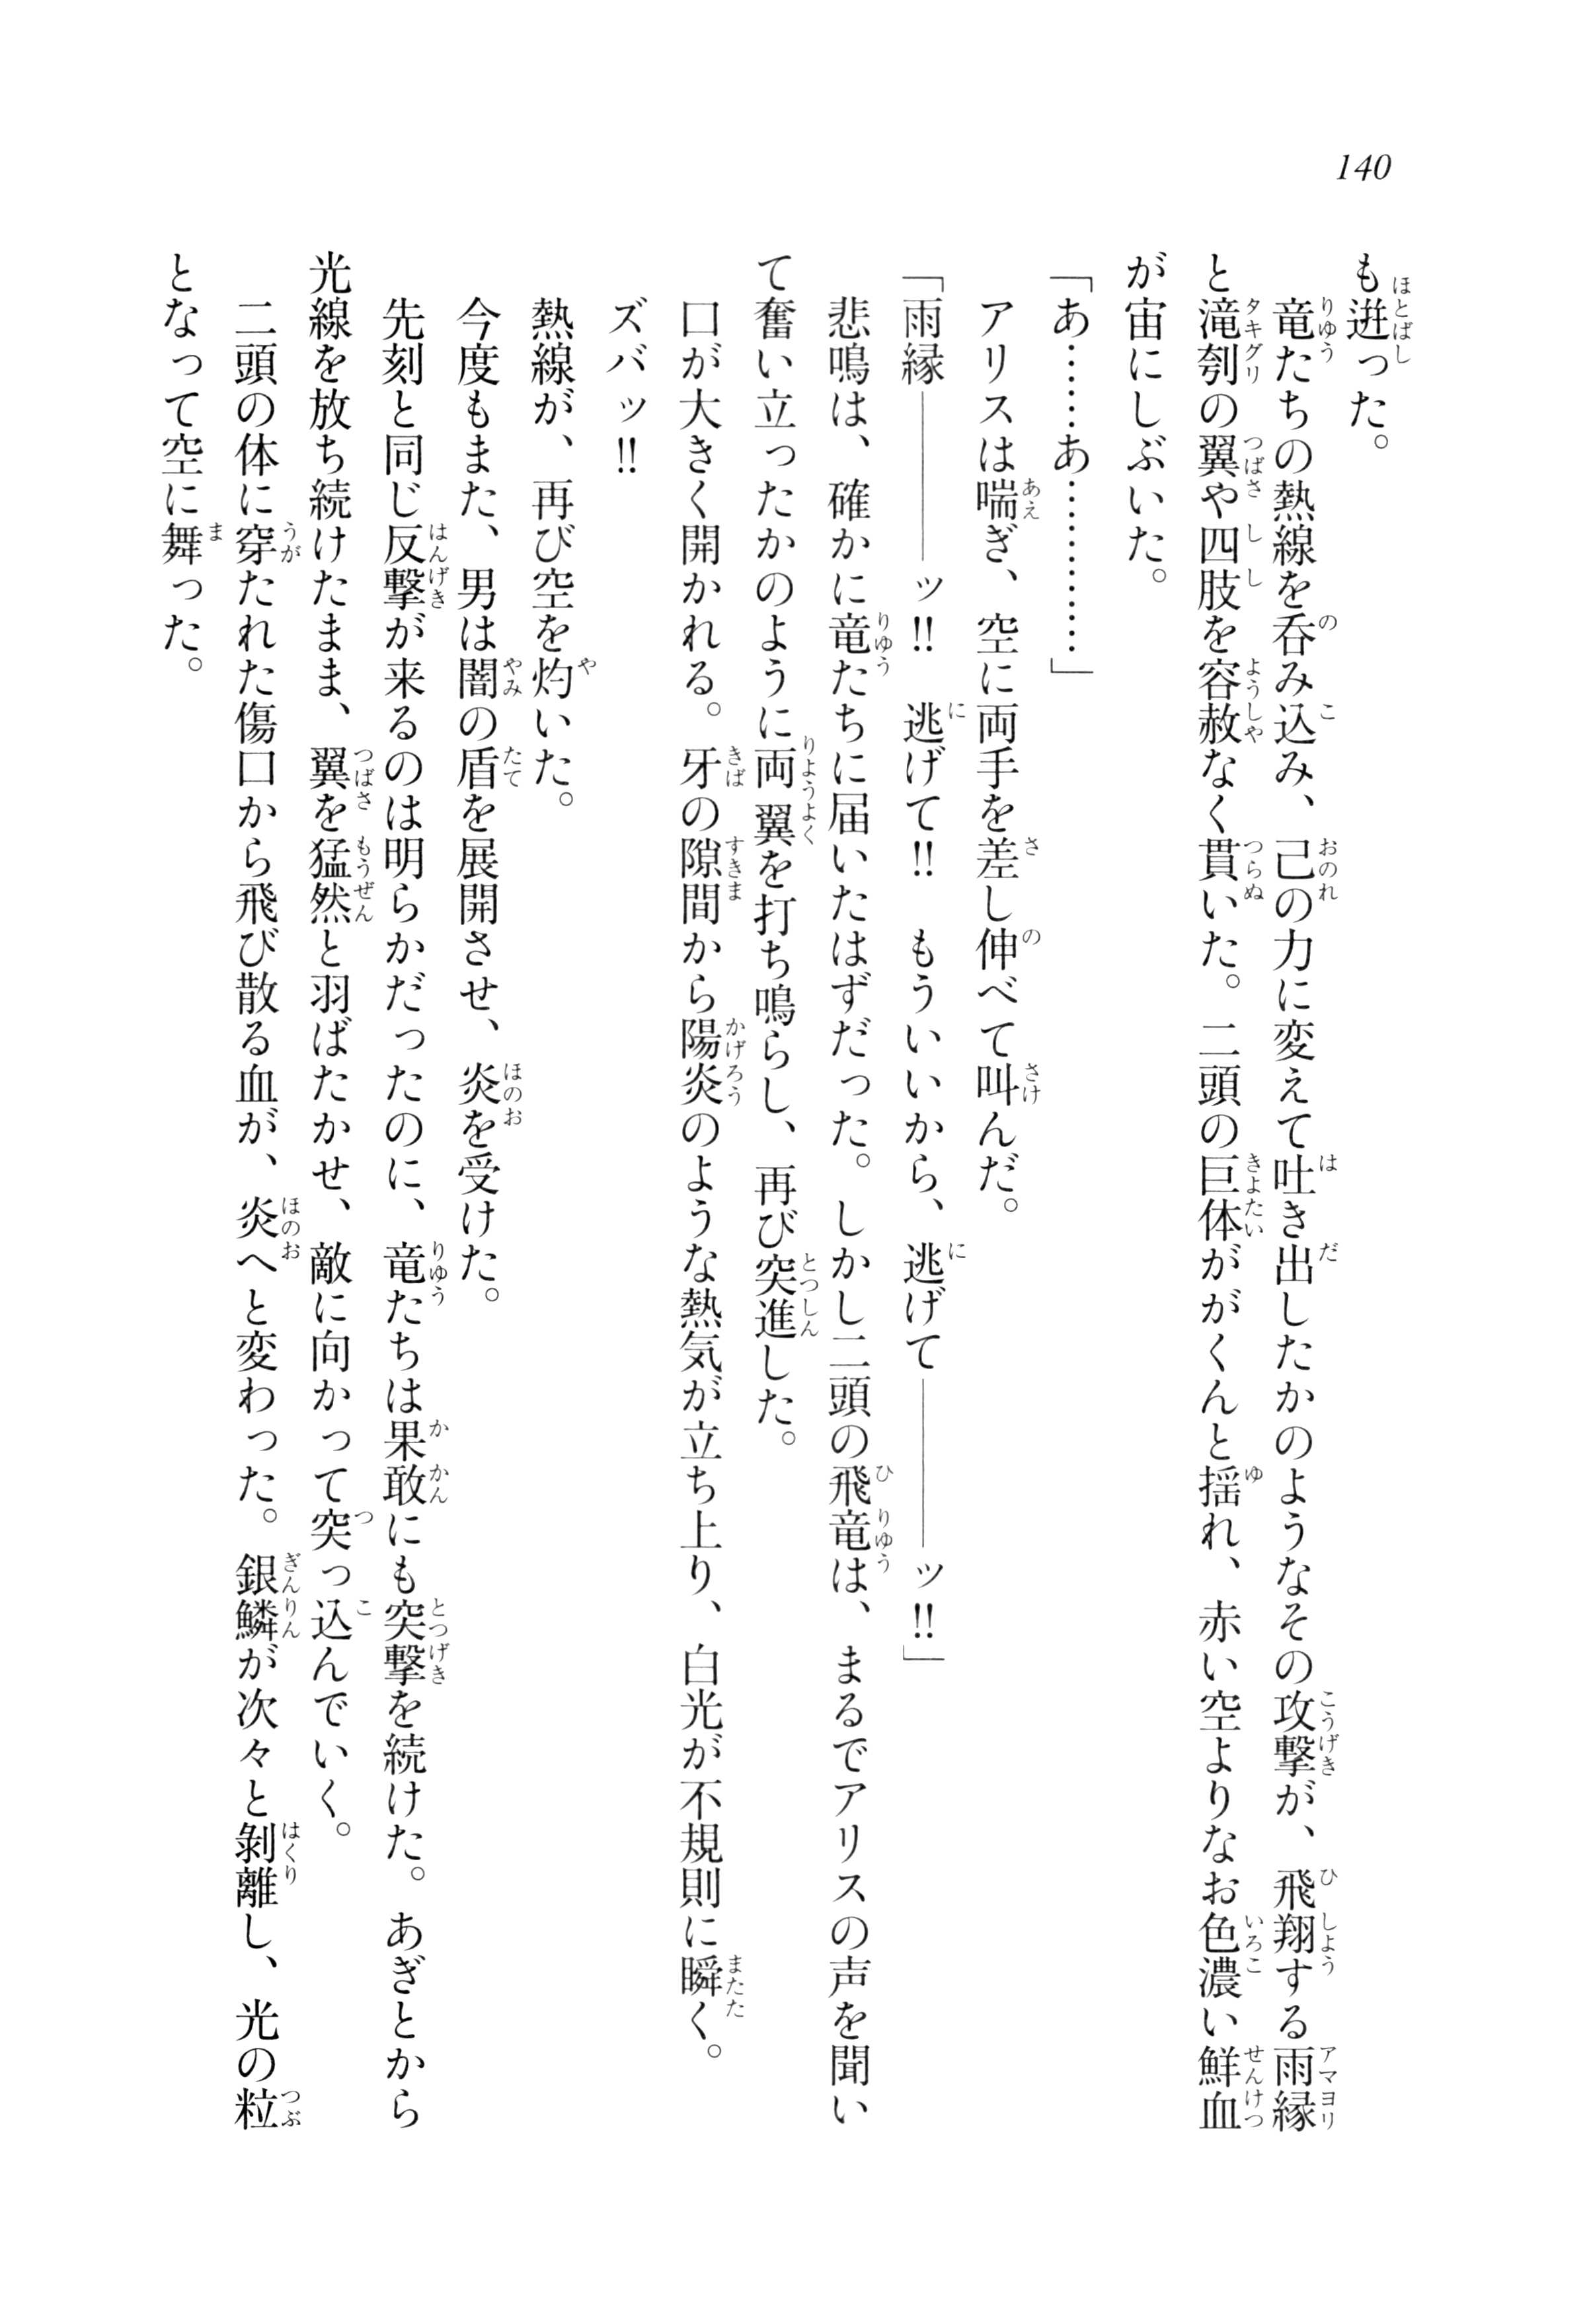 140
も迸った。
　竜たちの熱線を呑み込み、己の力に変えて吐き出したかのようなその攻撃が、飛翔する雨縁
と滝刳の翼や四肢を容赦なく貫いた。二頭の巨体ががくんと揺れ、赤い空よりなお色濃い鮮血
が宙にしぶいた。
「あ……あ…………」
　アリスは喘ぎ、空に両手を差し伸べて叫んだ。
「雨縁――――ッ!!　逃げて!!　もういいから、逃げて――――ッ!!」
　悲鳴は、確かに竜たちに届いたはずだった。しかし二頭の飛竜は、まるでアリスの声を聞い
て奮い立ったかのように両翼を打ち鳴らし、再び突進した。
　口が大きく開かれる。牙の隙間から陽炎のような熱気が立ち上り、白光が不規則に瞬く。
　ズバッ!!
　熱線が、再び空を灼いた。
　今度もまた、男は闇の盾を展開させ、炎を受けた。
　先刻と同じ反撃が来るのは明らかだったのに、竜たちは果敢にも突撃を続けた。あぎとから
光線を放ち続けたまま、翼を猛然と羽ばたかせ、敵に向かって突っ込んでいく。
　二頭の体に穿たれた傷口から飛び散る血が、炎へと変わった。銀鱗が次々と剝離し、光の粒
となって空に舞った。